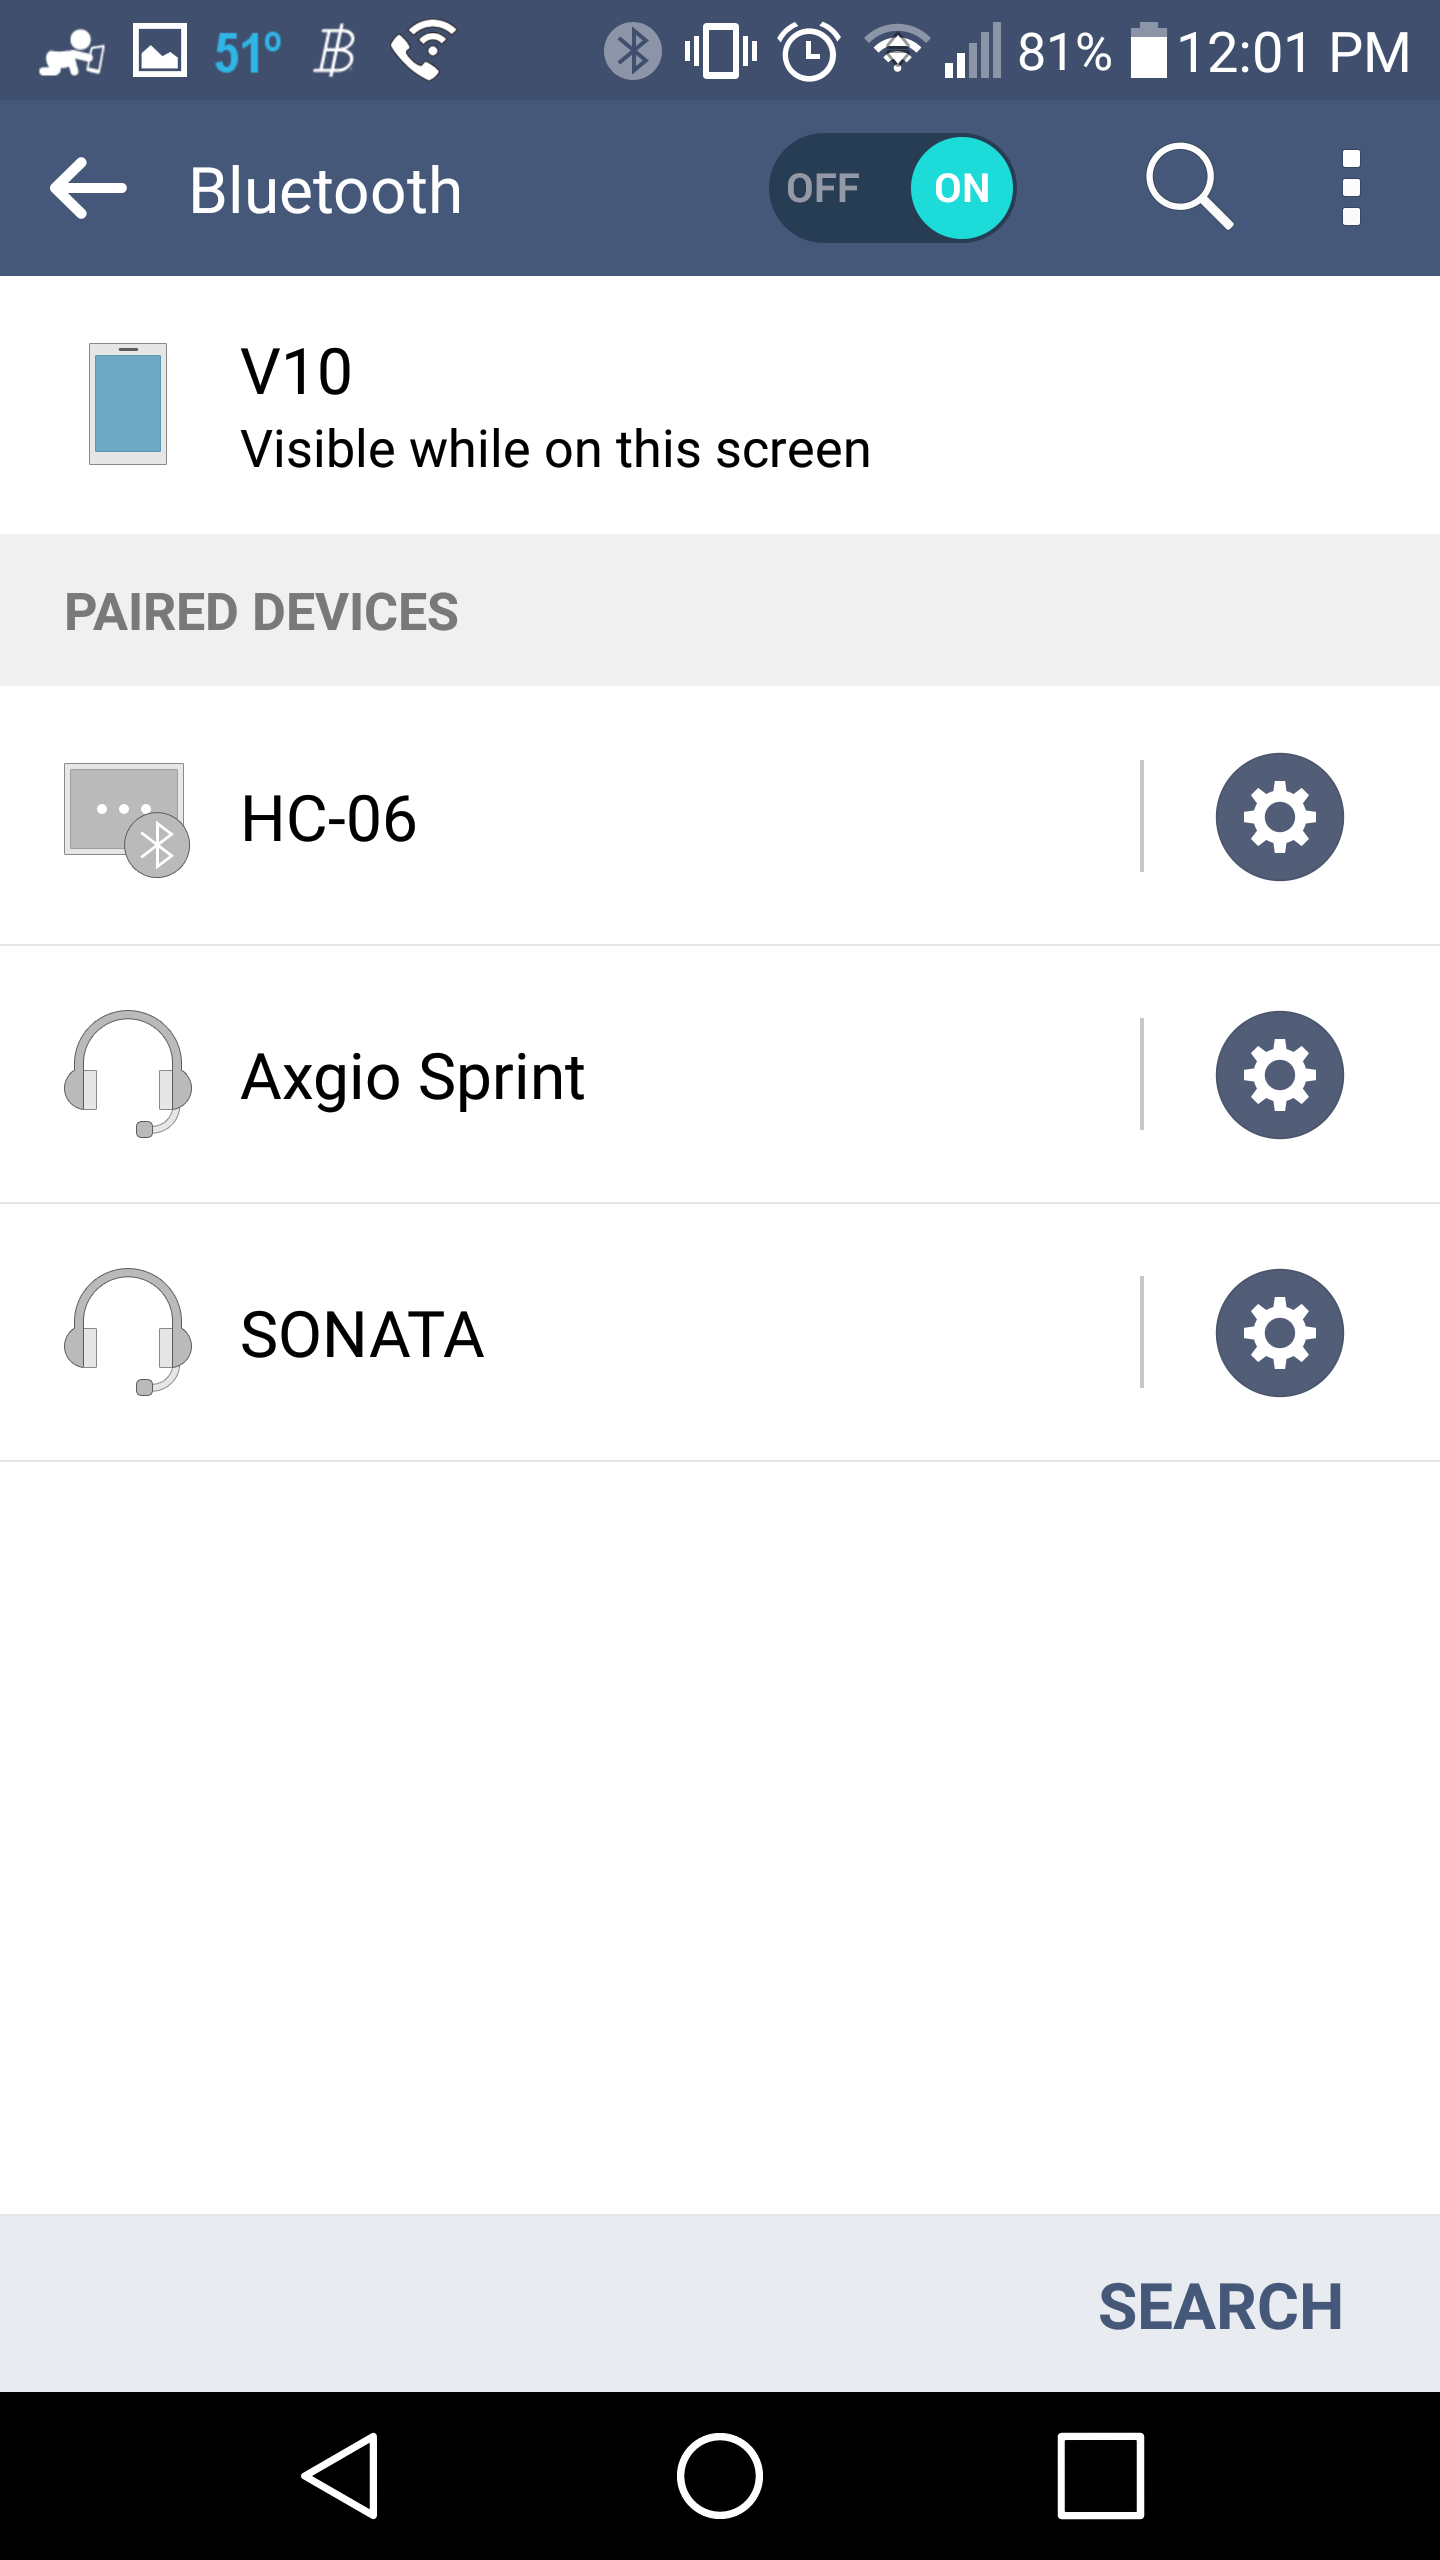 51° 81% 12:01 PM
Bluetooth OFF ON
V10
Visible while on this screen
PAIRED DEVICES
HC-06
Axgio Sprint
SONATA
SEARCH